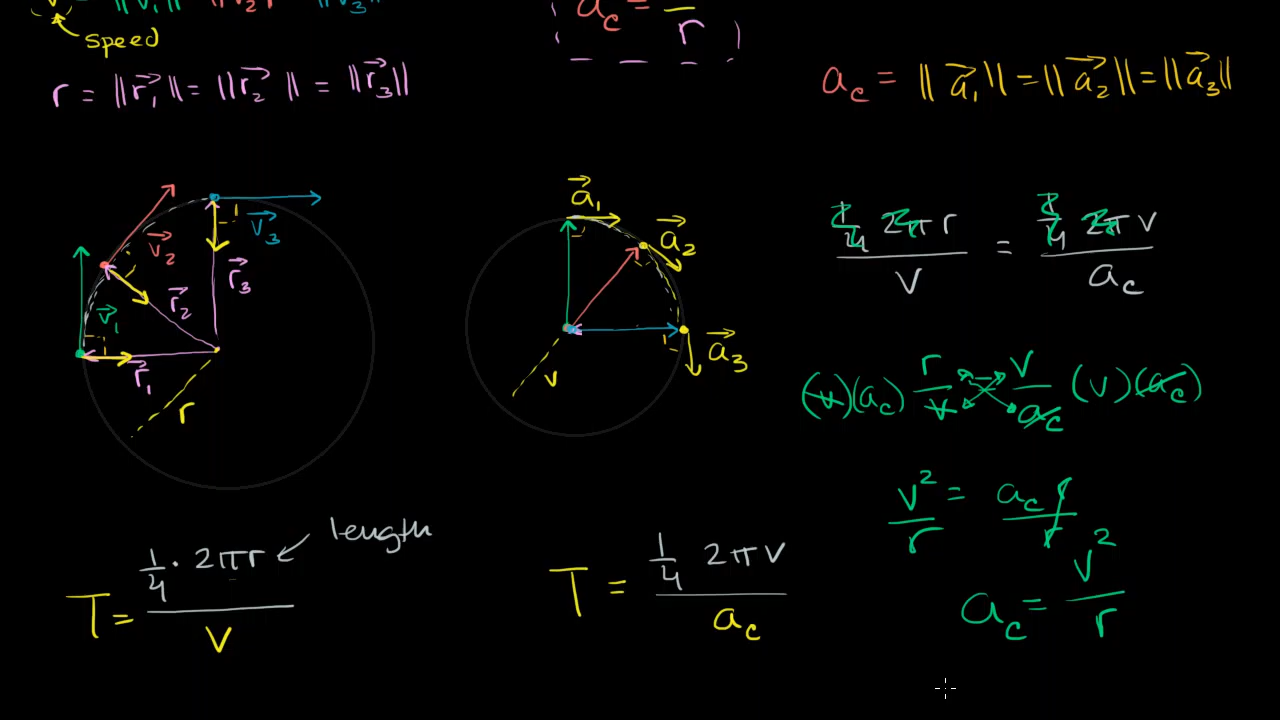 speed
a_c = — / r
r = ||r⃗₁|| = ||r⃗₂|| = ||r⃗₃||
a_c = ||a⃗₁|| = ||a⃗₂|| = ||a⃗₃||
v⃗₁
v⃗₂
v⃗₃
r⃗₁
r⃗₂
r⃗₃
r
a⃗₁
a⃗₂
a⃗₃
v
(1/4 2πr)/v = (1/4 2πv)/a_c
(v)(a_c) r/v v/a_c (v)(a_c)
v²/r = a_c r/r
a_c = v²/r
length
T = (1/4 · 2πr)/v
T = (1/4 2πv)/a_c